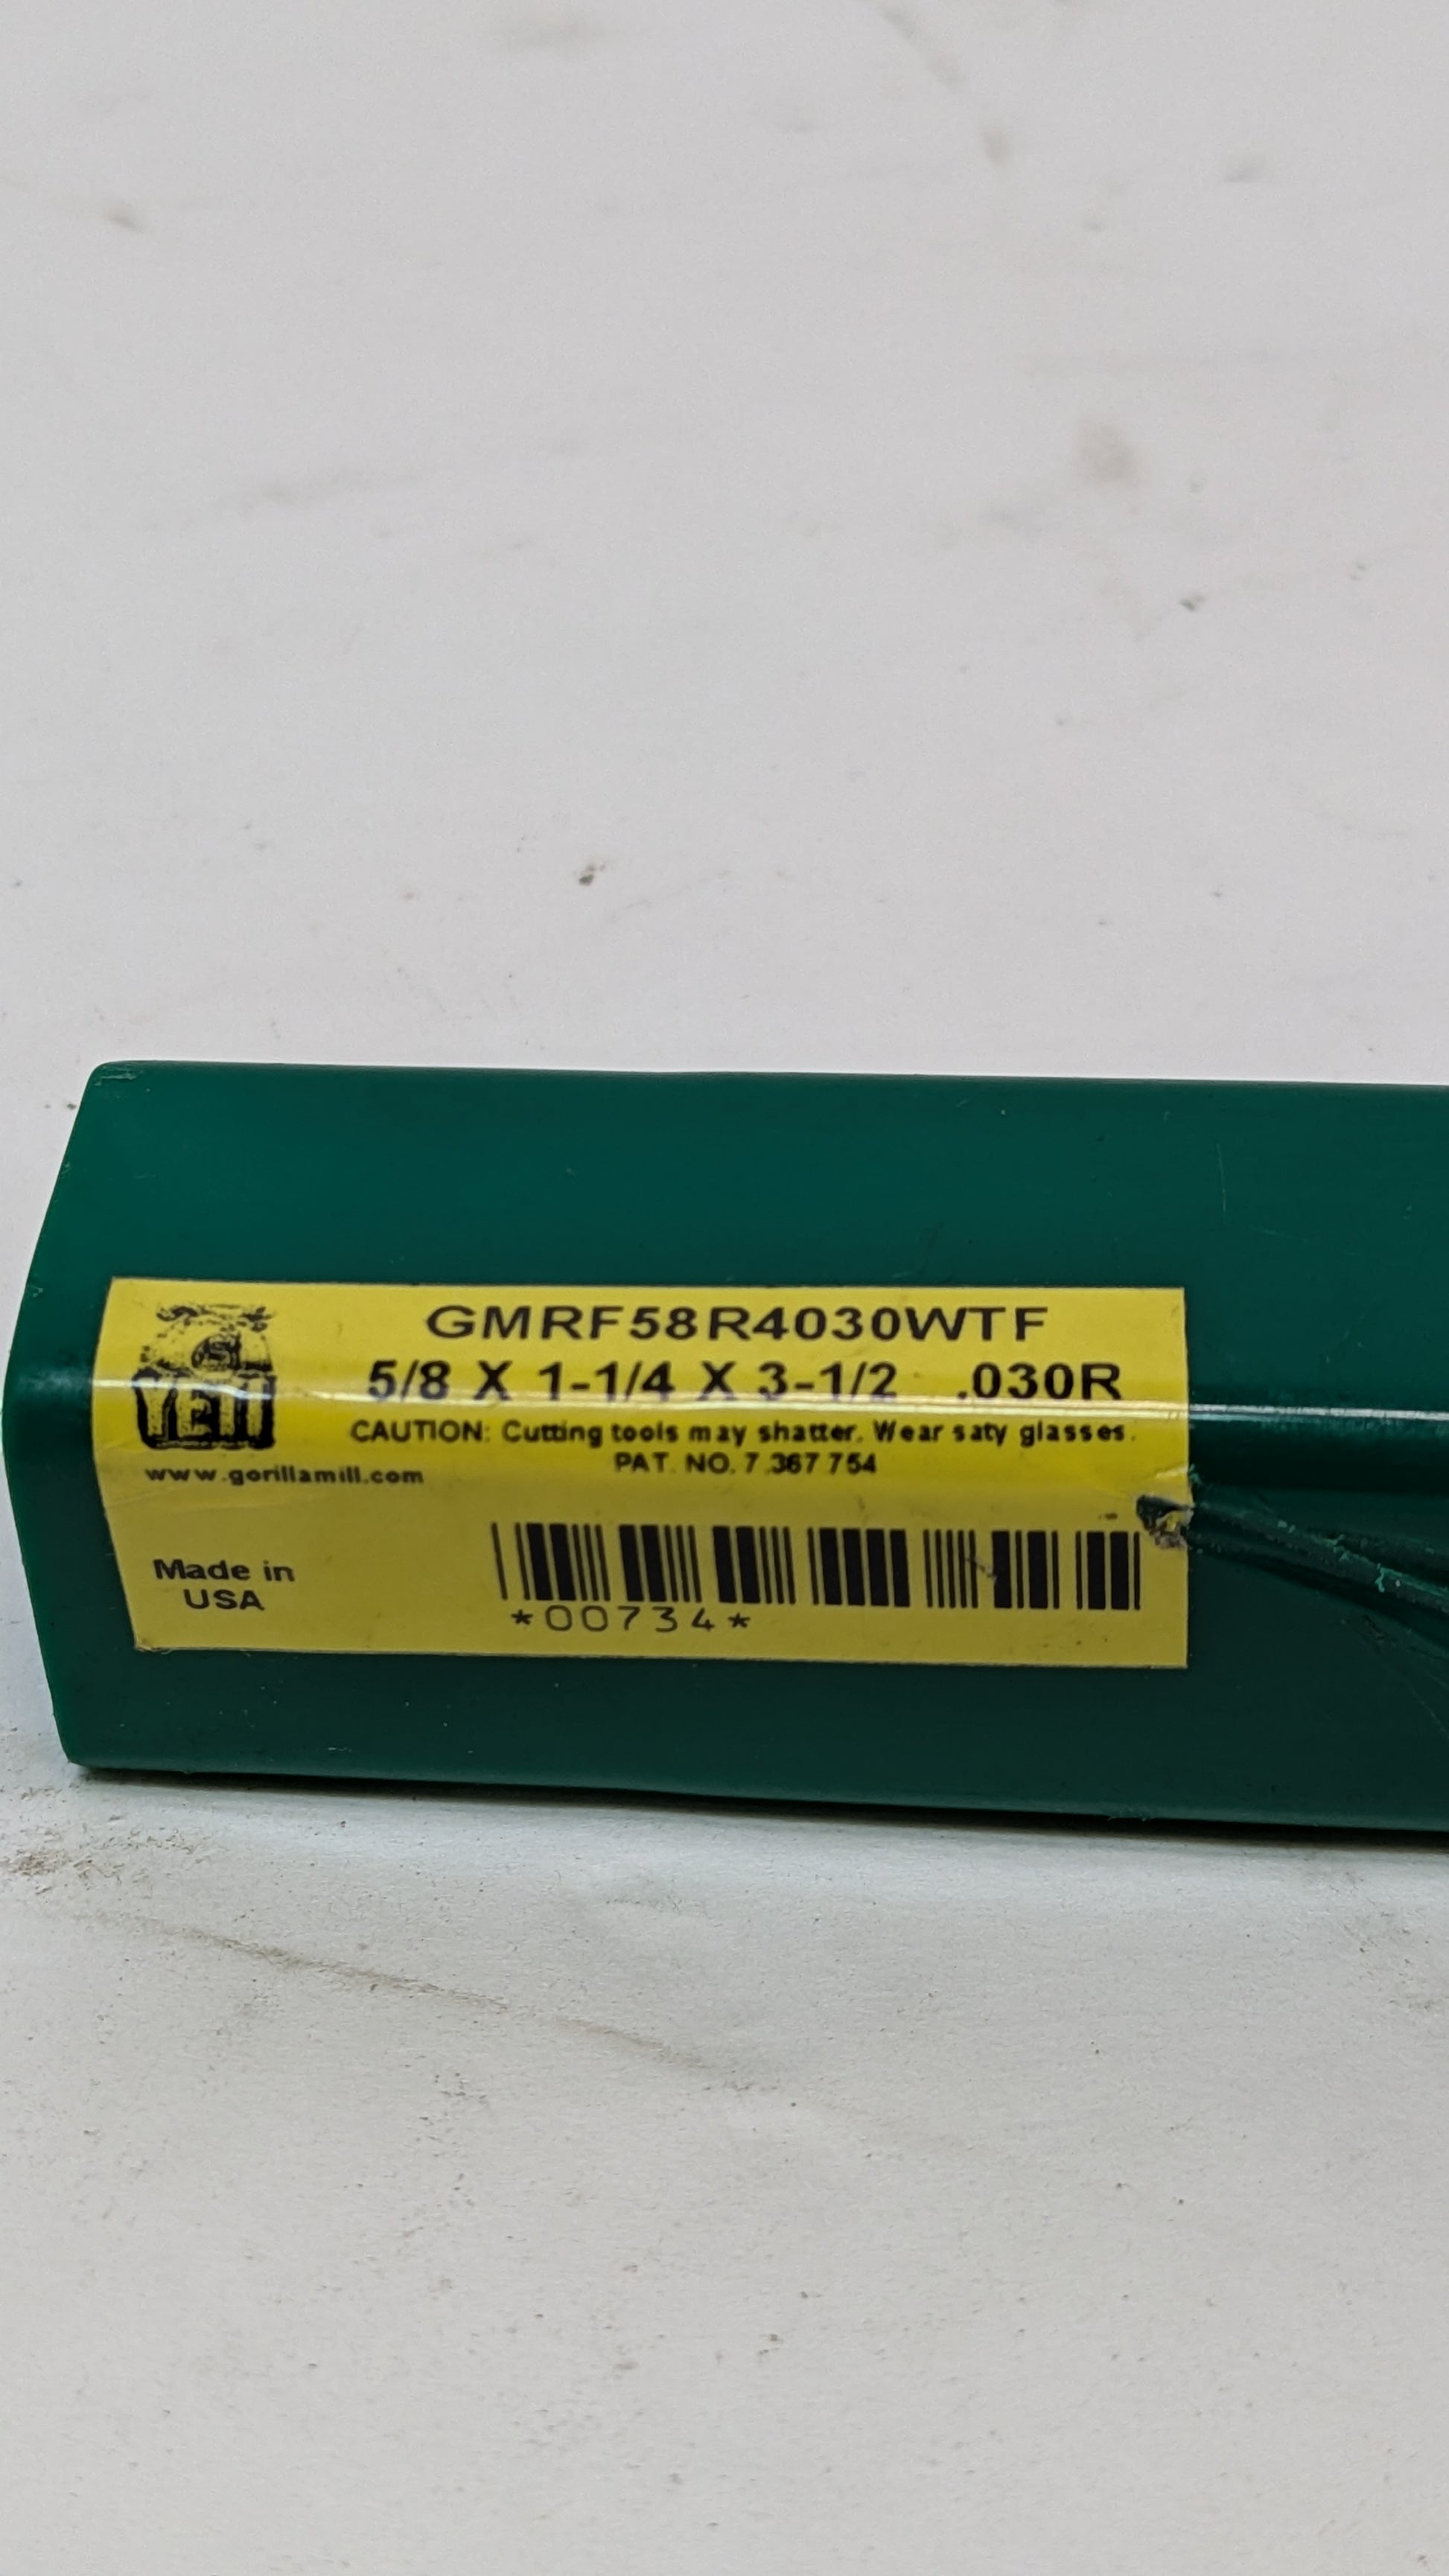 GMRF58R4030WTF
5/8 X 1-1/4 X 3-1/2 .030R
CAUTION: Cutting tools may shatter. Wear saty glasses.
PAT. NO. 7 367 754
YETI
www.gorillamill.com
Made in
USA
*00734*